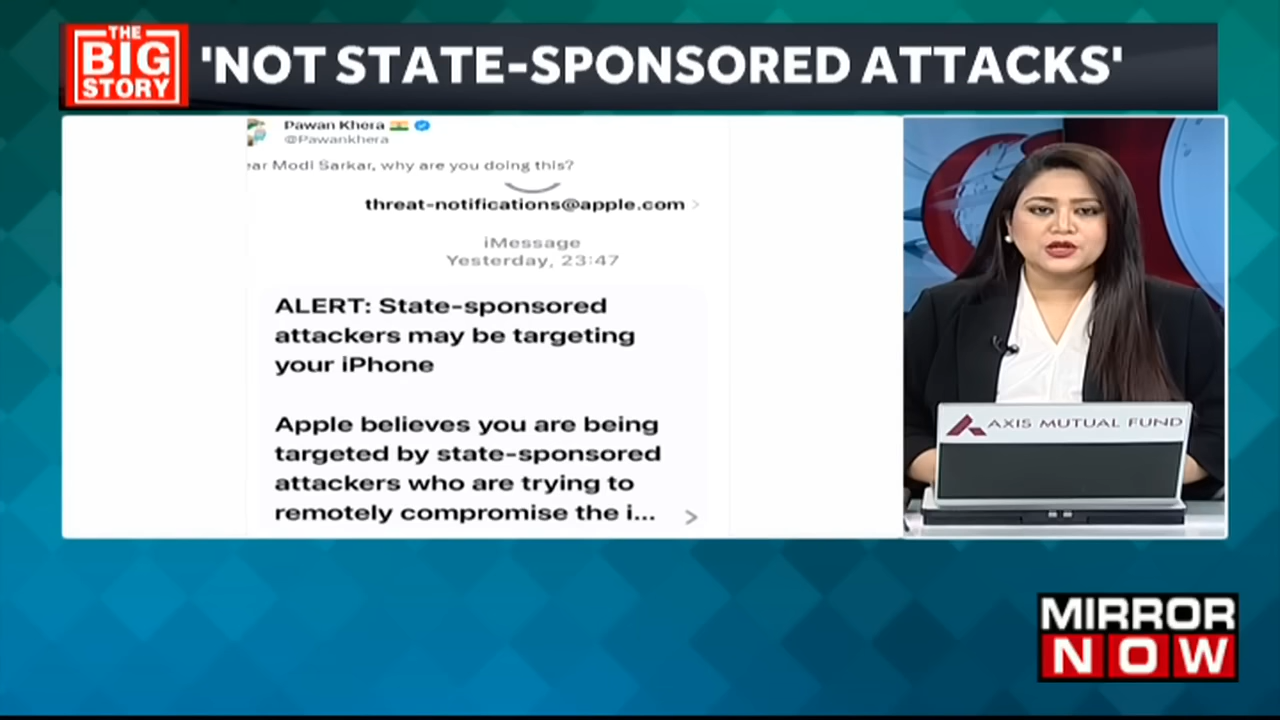 THE
BIG
STORY
'NOT STATE-SPONSORED ATTACKS'
Pawan Khera
@Pawankhera
ar Modi Sarkar, why are you doing this?
threat-notifications@apple.com
iMessage
Yesterday, 23:47
ALERT: State-sponsored
attackers may be targeting
your iPhone
Apple believes you are being
targeted by state-sponsored
attackers who are trying to
remotely compromise the i...
AXIS MUTUAL FUND
MIRROR
NOW